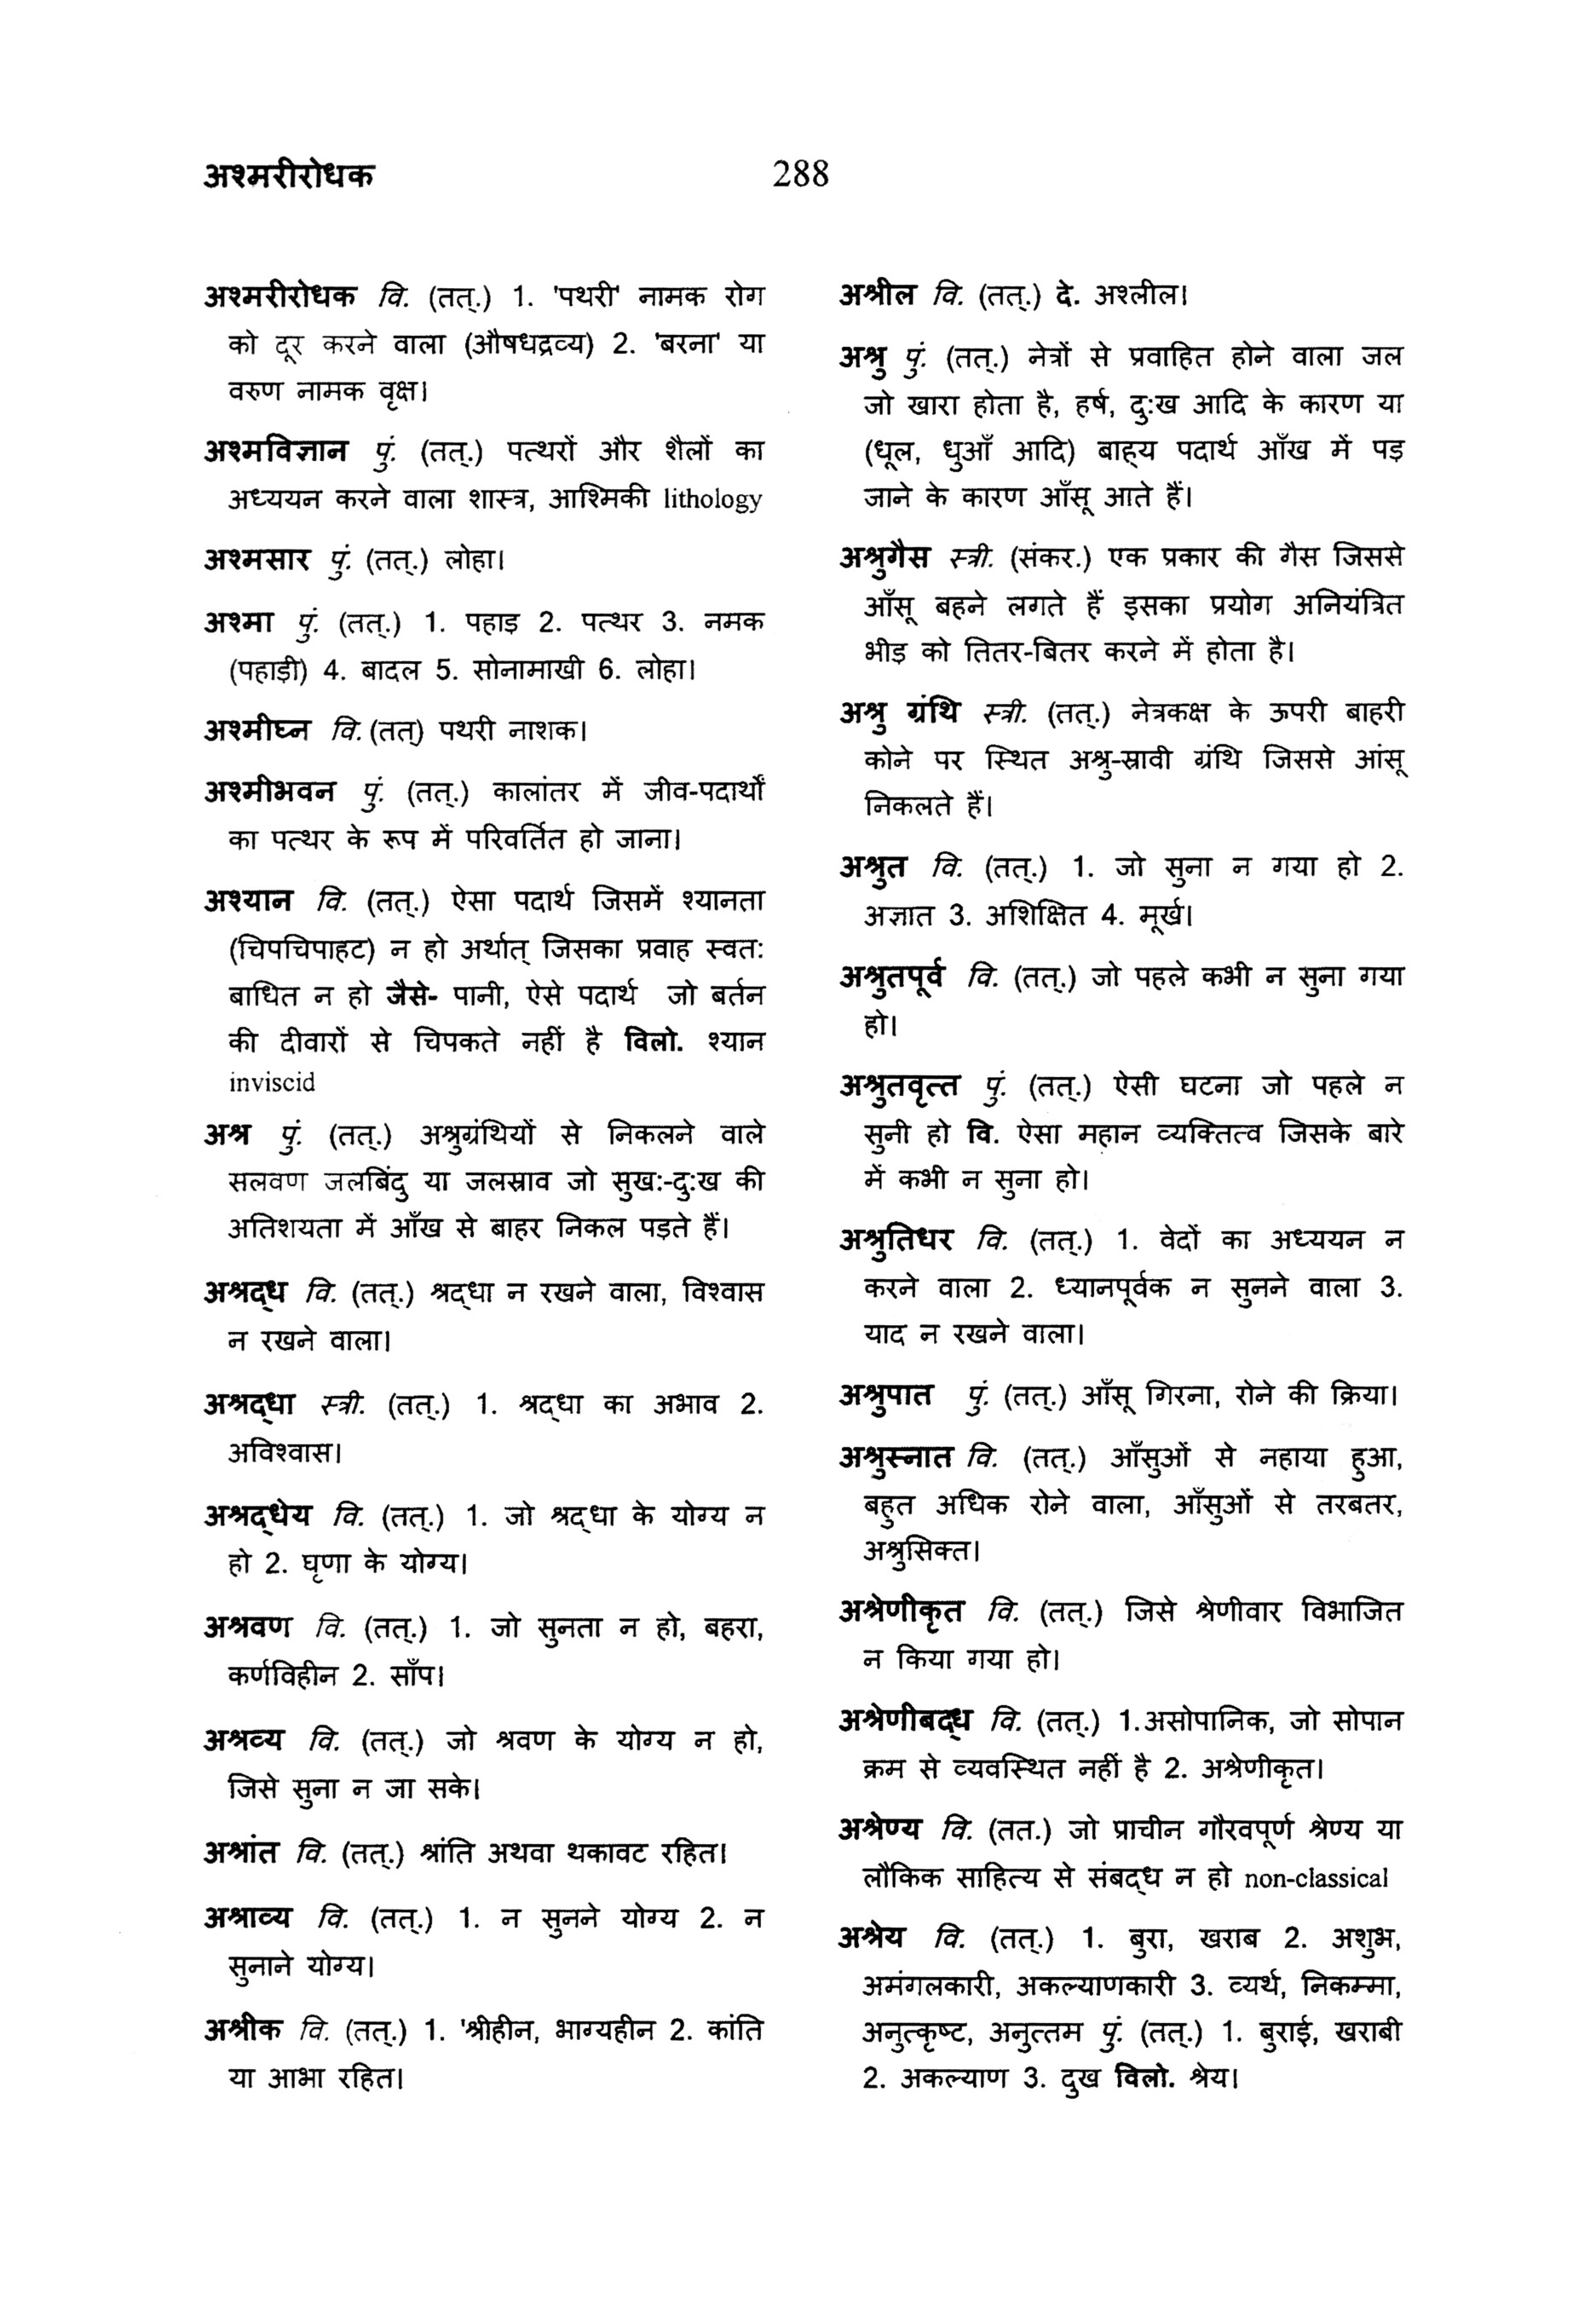 अश्मरीरोधक
288
अश्मरीरोधक वि. (तत्.) 1. 'पथरी' नामक रोग
को दूर करने वाला (औषधद्रव्य) 2. 'बरना' या
वरुण नामक वृक्ष।
अश्मविज्ञान पुं. (तत्.) पत्थरों और शैलों का
अध्ययन करने वाला शास्त्र, आश्मिकी lithology
अश्मसार पुं. (तत्.) लोहा।
अश्मा पुं. (तत्.) 1. पहाड़ 2. पत्थर 3. नमक
(पहाड़ी) 4. बादल 5. सोनामाखी 6. लोहा।
अश्मीघ्न वि. (तत्) पथरी नाशक।
अश्मीभवन पुं. (तत्.) कालांतर में जीव-पदार्थों
का पत्थर के रूप में परिवर्तित हो जाना।
अश्यान वि. (तत्.) ऐसा पदार्थ जिसमें श्यानता
(चिपचिपाहट) न हो अर्थात् जिसका प्रवाह स्वत:
बाधित न हो जैसे- पानी, ऐसे पदार्थ जो बर्तन
की दीवारों से चिपकते नहीं है विलो. श्यान
inviscid
अश्र पुं. (तत्.) अश्रुग्रंथियों से निकलने वाले
सलवण जलबिंदु या जलस्राव जो सुख:-दु:ख की
अतिशयता में आँख से बाहर निकल पड़ते हैं।
अश्रद्ध वि. (तत्.) श्रद्धा न रखने वाला, विश्वास
न रखने वाला।
अश्रद्धा स्त्री. (तत्.) 1. श्रद्धा का अभाव 2.
अविश्वास।
अश्रद्धेय वि. (तत्.) 1. जो श्रद्धा के योग्य न
हो 2. घृणा के योग्य।
अश्रवण वि. (तत्.) 1. जो सुनता न हो, बहरा,
कर्णविहीन 2. साँप।
अश्रव्य वि. (तत्.) जो श्रवण के योग्य न हो,
जिसे सुना न जा सके।
अश्रांत वि. (तत्.) श्रांति अथवा थकावट रहित।
अश्राव्य वि. (तत्.) 1. न सुनने योग्य 2. न
सुनाने योग्य।
अश्रीक वि. (तत्.) 1. 'श्रीहीन, भाग्यहीन 2. कांति
या आभा रहित।
अश्रील वि. (तत्.) दे. अश्लील।
अश्रु पुं. (तत्.) नेत्रों से प्रवाहित होने वाला जल
जो खारा होता है, हर्ष, दु:ख आदि के कारण या
(धूल, धुआँ आदि) बाह्य पदार्थ आँख में पड़
जाने के कारण आँसू आते हैं।
अश्रुगैस स्त्री. (संकर.) एक प्रकार की गैस जिससे
आँसू बहने लगते हैं इसका प्रयोग अनियंत्रित
भीड़ को तितर-बितर करने में होता है।
अश्रु ग्रंथि स्त्री. (तत्.) नेत्रकक्ष के ऊपरी बाहरी
कोने पर स्थित अश्रु-स्रावी ग्रंथि जिससे आंसू
निकलते हैं।
अश्रुत वि. (तत्.) 1. जो सुना न गया हो 2.
अज्ञात 3. अशिक्षित 4. मूर्ख।
अश्रुतपूर्व वि. (तत्.) जो पहले कभी न सुना गया
हो।
अश्रुतवृत्त पुं. (तत्.) ऐसी घटना जो पहले न
सुनी हो वि. ऐसा महान व्यक्तित्व जिसके बारे
में कभी न सुना हो।
अश्रुतिधर वि. (तत्.) 1. वेदों का अध्ययन न
करने वाला 2. ध्यानपूर्वक न सुनने वाला 3.
याद न रखने वाला।
अश्रुपात पुं. (तत्.) आँसू गिरना, रोने की क्रिया।
अश्रुस्नात वि. (तत्.) आँसुओं से नहाया हुआ,
बहुत अधिक रोने वाला, आँसुओं से तरबतर,
अश्रुसिक्त।
अश्रेणीकृत वि. (तत्.) जिसे श्रेणीवार विभाजित
न किया गया हो।
अश्रेणीबद्ध वि. (तत्.) 1.असोपानिक, जो सोपान
क्रम से व्यवस्थित नहीं है 2. अश्रेणीकृत।
अश्रेण्य वि. (तत.) जो प्राचीन गौरवपूर्ण श्रेण्य या
लौकिक साहित्य से संबद्ध न हो non-classical
अश्रेय वि. (तत्.) 1. बुरा, खराब 2. अशुभ,
अमंगलकारी, अकल्याणकारी 3. व्यर्थ, निकम्मा,
अनुत्कृष्ट, अनुत्तम पुं. (तत्.) 1. बुराई, खराबी
2. अकल्याण 3. दुख विलो. श्रेय।